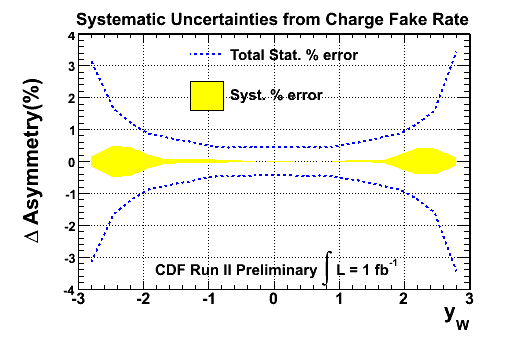 Systematic Uncertainties from Charge Fake Rate
Δ Asymmetry(%)
4
3
2
1
0
-1
-2
-3
-4
Total Stat. % error
Syst. % error
CDF Run II Preliminary ∫ L = 1 fb⁻¹
-3 -2 -1 0 1 2 3
y_W